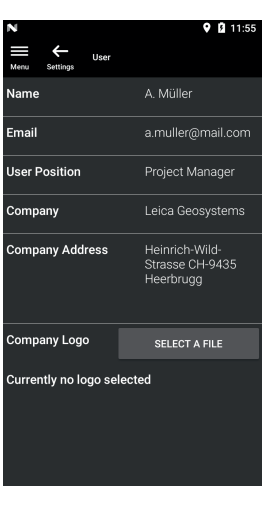 11:55
Menu
Settings
User
Name
A. Müller
Email
a.muller@mail.com
User Position
Project Manager
Company
Leica Geosystems
Company Address
Heinrich-Wild-
Strasse CH-9435
Heerbrugg
Company Logo
SELECT A FILE
Currently no logo selected